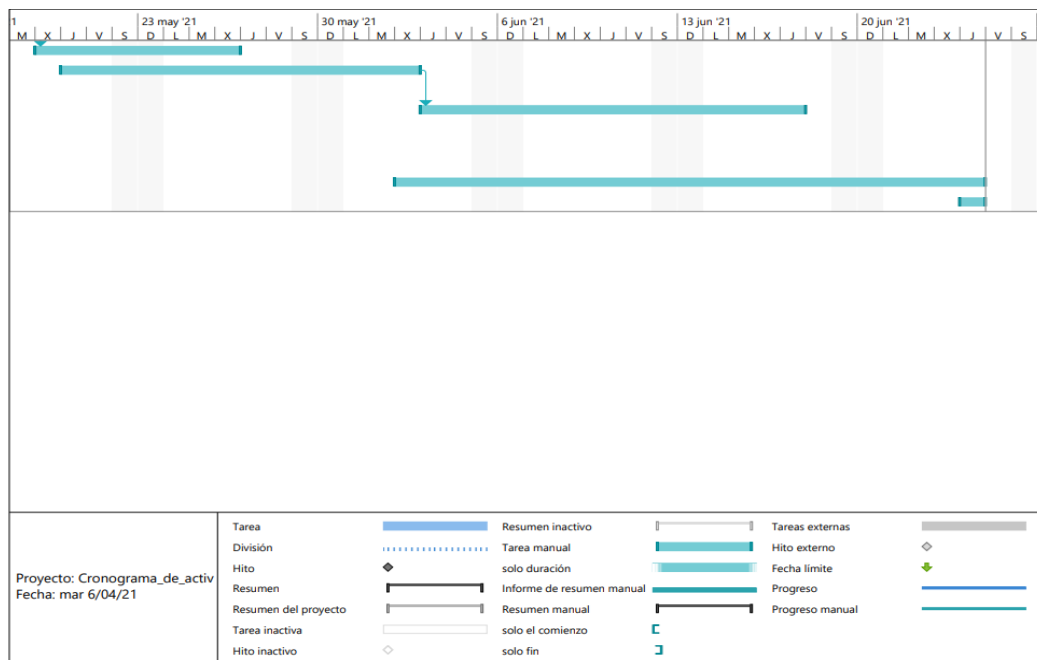 1 23 may '21 30 may '21 6 jun '21 13 jun '21 20 jun '21
M X J V S D L M X J V S D L M X J V S D L M X J V S D L M X J V S D L M X J V S
Proyecto: Cronograma_de_activ
Fecha: mar 6/04/21
Tarea
División
Hito
Resumen
Resumen del proyecto
Tarea inactiva
Hito inactivo
Resumen inactivo
Tarea manual
solo duración
Informe de resumen manual
Resumen manual
solo el comienzo
solo fin
Tareas externas
Hito externo
Fecha límite
Progreso
Progreso manual